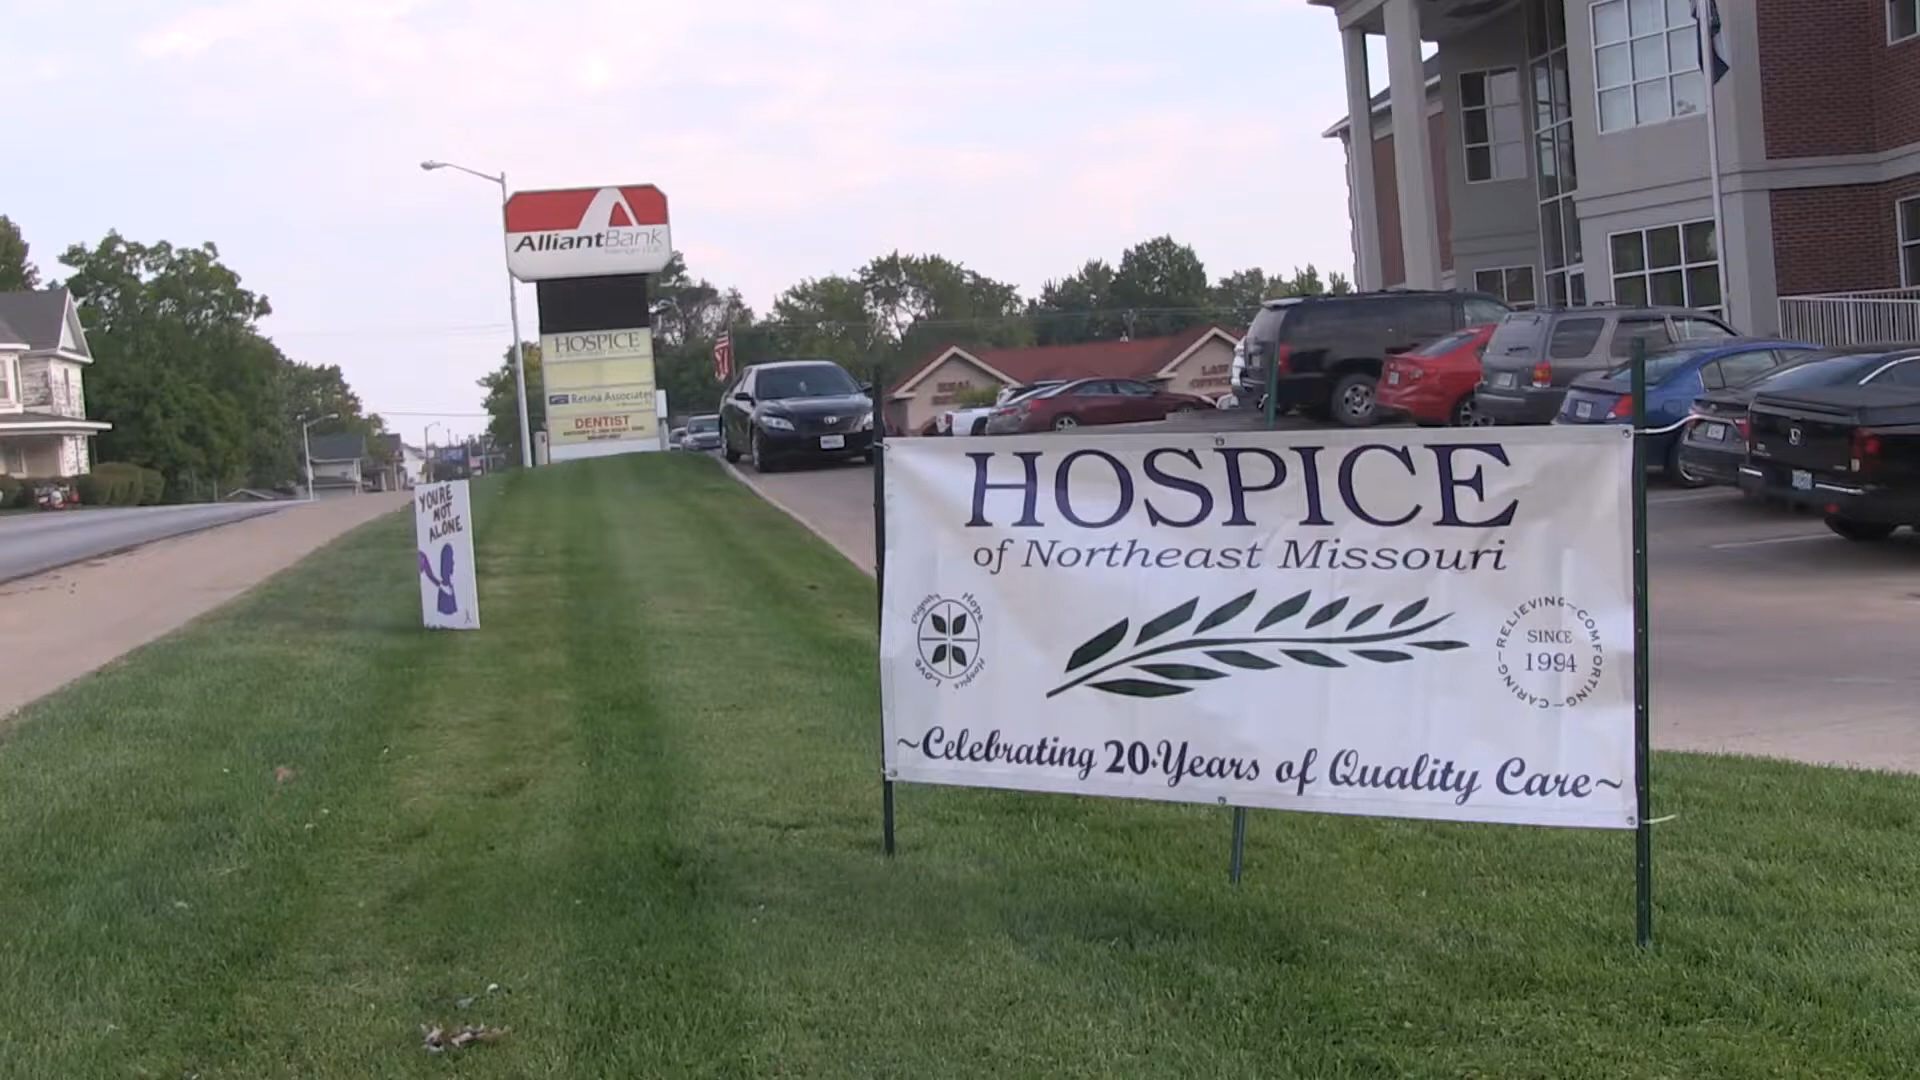 AlliantBank
HOSPICE
Retina Associates
DENTIST
YOU'RE
NOT
ALONE
LAW
HOSPICE
of Northeast Missouri
Dignity Hope Hospice Love
RELIEVING~COMFORTING~CARING~
SINCE
1994
~Celebrating 20 Years of Quality Care~